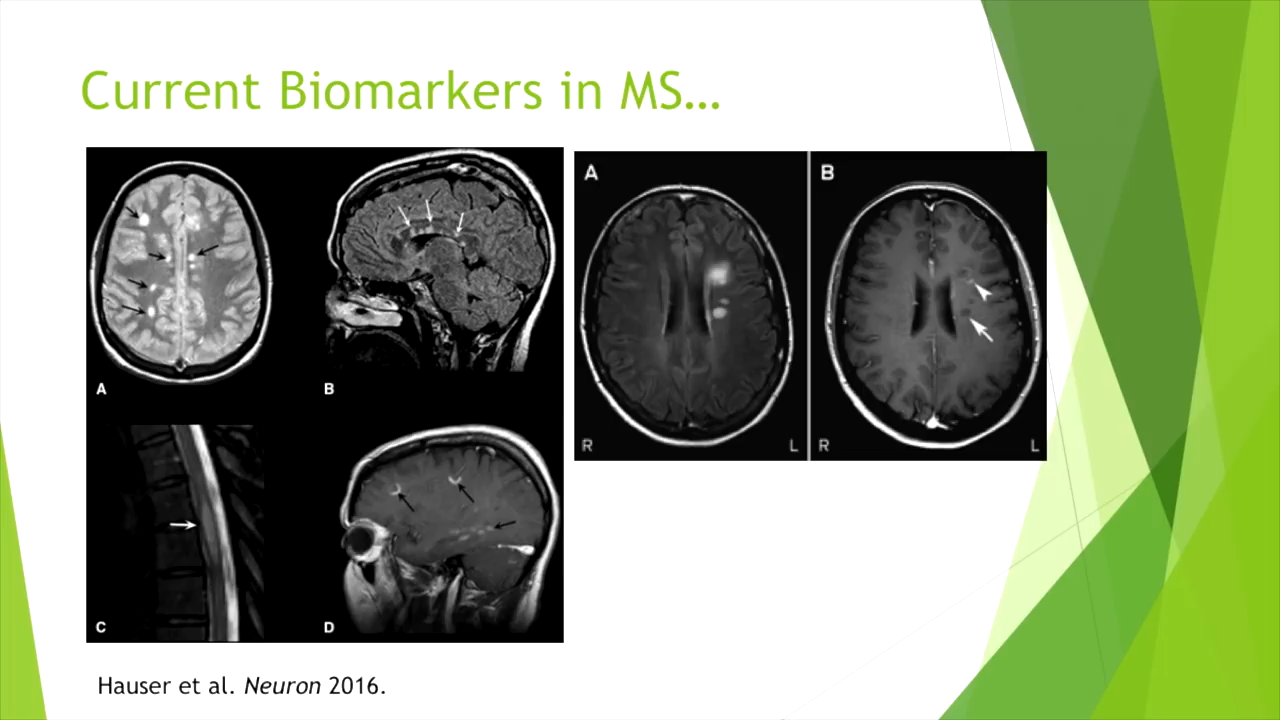 Current Biomarkers in MS…
A
B
C
D
A
B
R
L
R
L
Hauser et al. Neuron 2016.